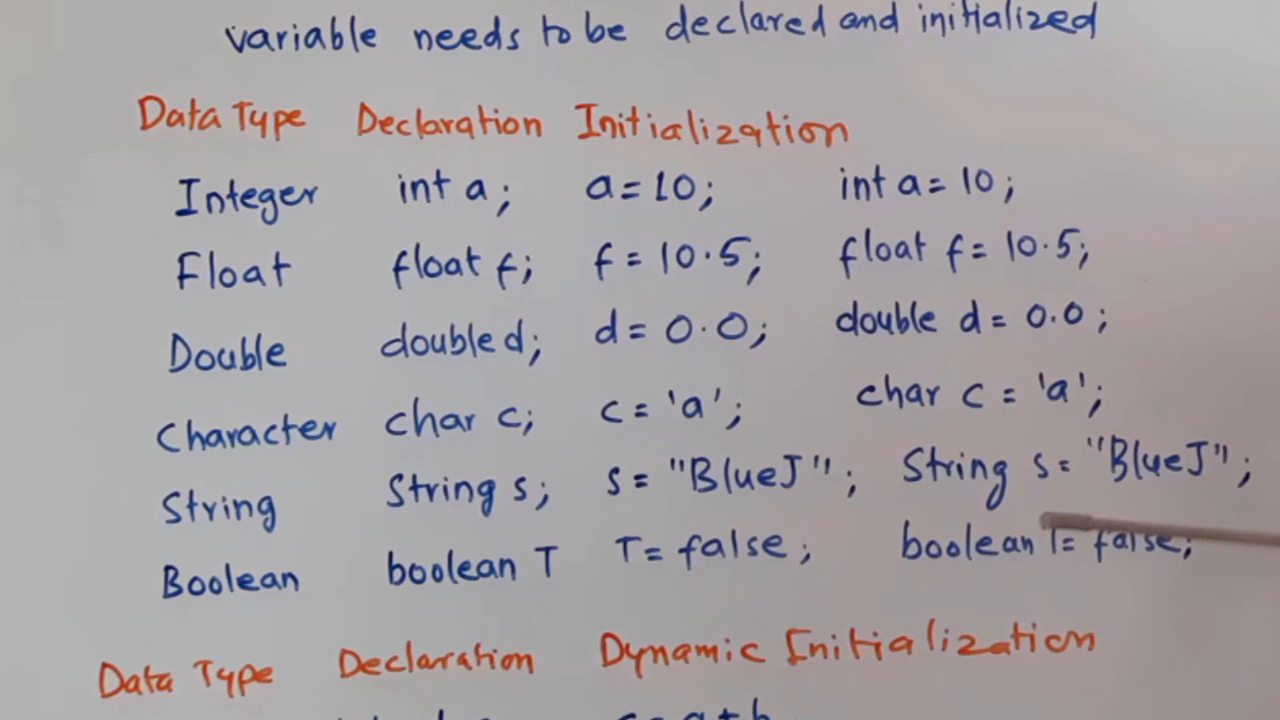 variable needs to be declared and initialized
Data Type Declaration Initialization
Integer int a; a=10; int a= 10;
Float float f; f = 10.5; float f= 10.5;
Double double d; d= 0.0; double d= 0.0;
Character char c; c= 'a'; char c = 'a';
String String s; s= "BlueJ"; String s= "BlueJ";
Boolean boolean T T= false; boolean T= false;
Data Type Declaration Dynamic Initialization